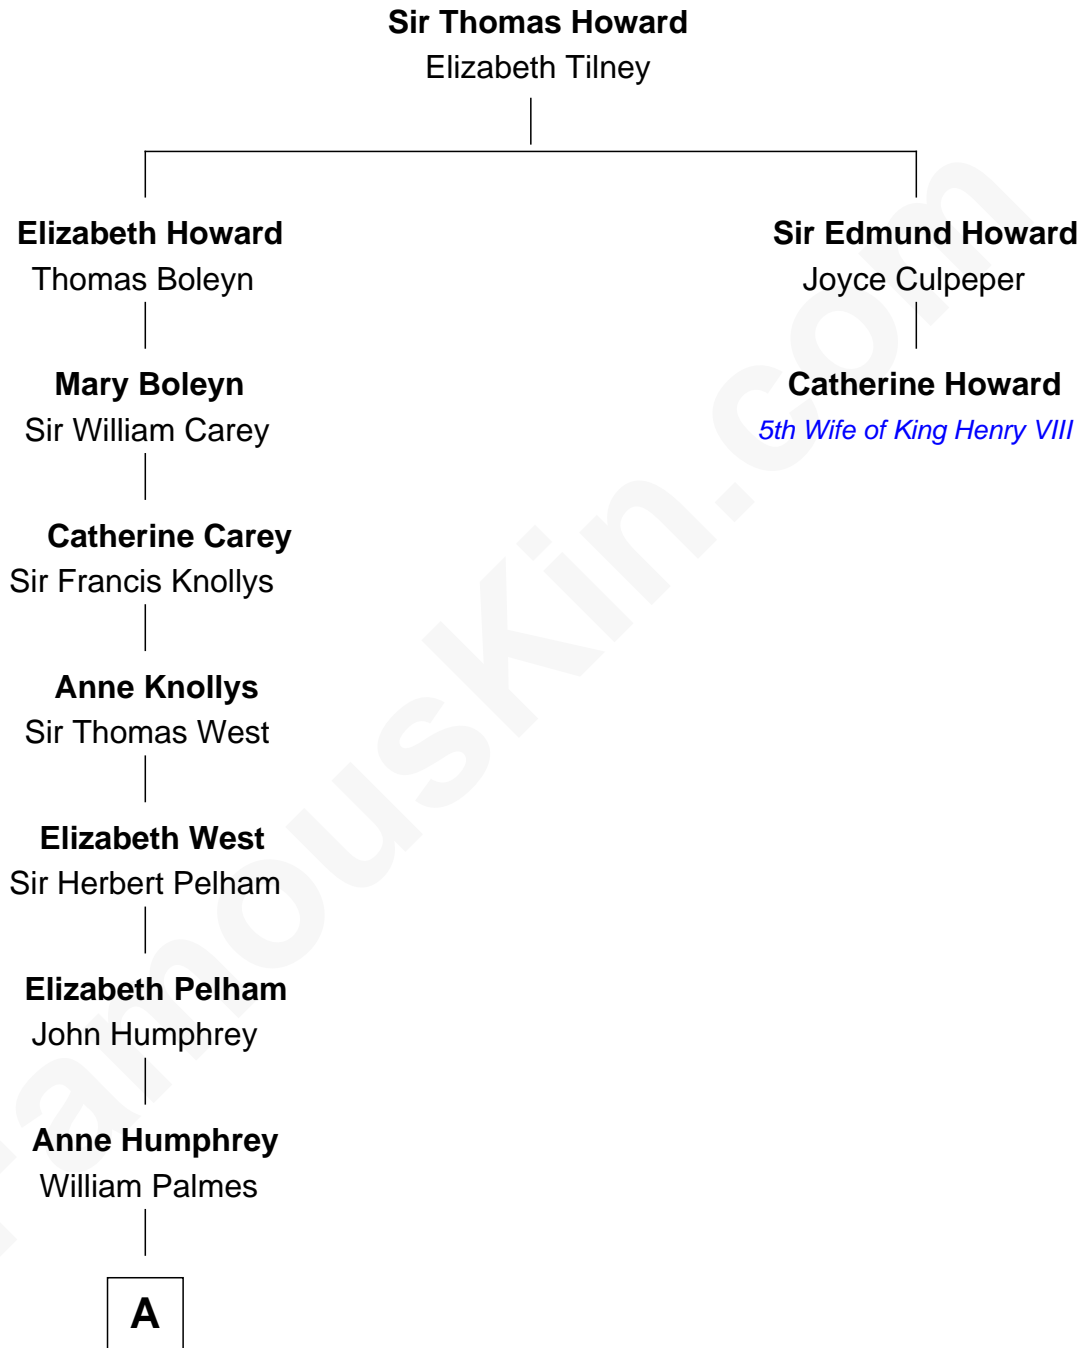 Sir Thomas Howard
Elizabeth Tilney
Elizabeth Howard
Thomas Boleyn
Sir Edmund Howard
Joyce Culpeper
Mary Boleyn
Sir William Carey
Catherine Howard
5th Wife of King Henry VIII
Catherine Carey
Sir Francis Knollys
Anne Knollys
Sir Thomas West
Elizabeth West
Sir Herbert Pelham
Elizabeth Pelham
John Humphrey
Anne Humphrey
William Palmes
A
FamousKin.com